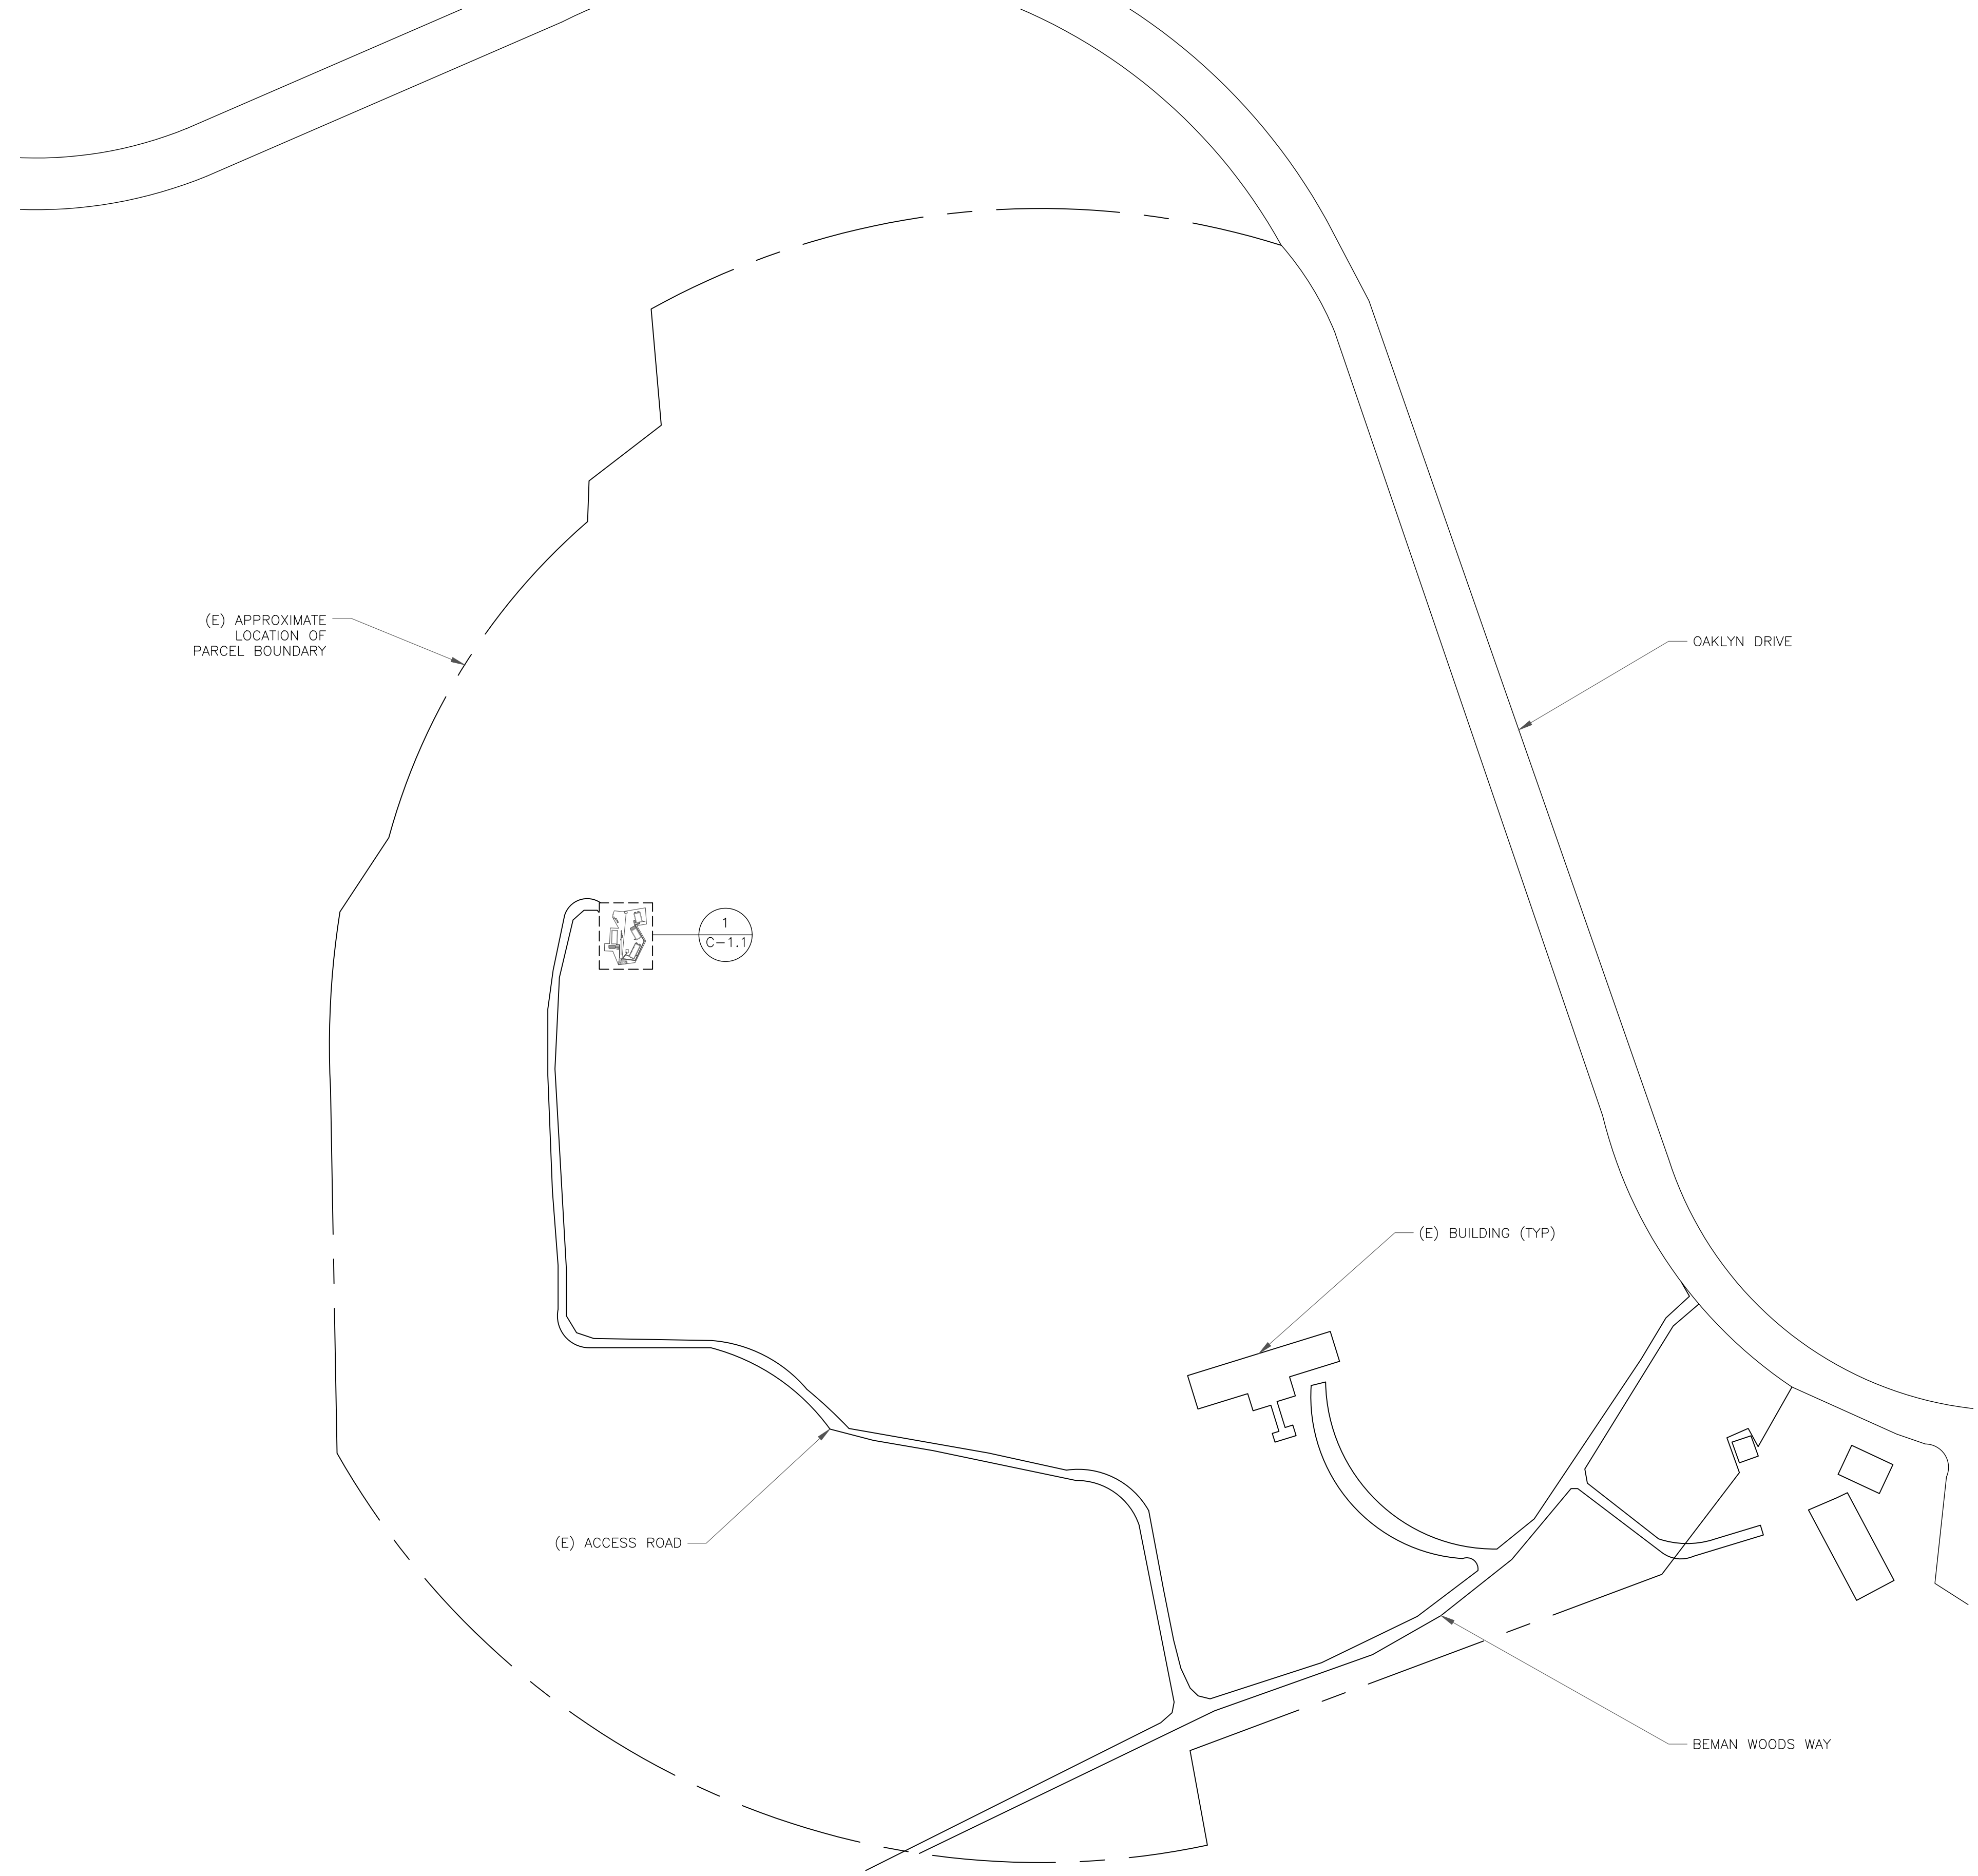 (E) APPROXIMATE
LOCATION OF
PARCEL BOUNDARY
OAKLYN DRIVE
1
C-1.1
(E) BUILDING (TYP)
(E) ACCESS ROAD
BEMAN WOODS WAY